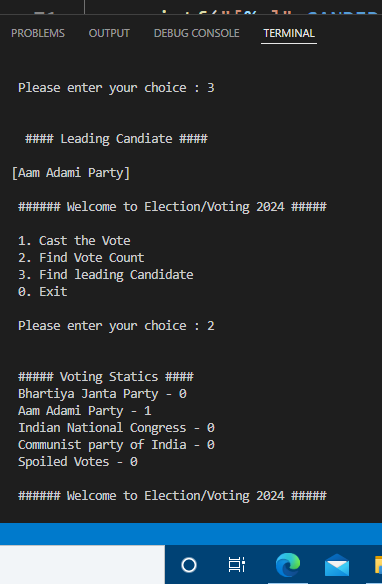 PROBLEMS OUTPUT DEBUG CONSOLE TERMINAL
Please enter your choice : 3
#### Leading Candiate ####
[Aam Adami Party]
###### Welcome to Election/Voting 2024 #####
1. Cast the Vote
2. Find Vote Count
3. Find leading Candidate
0. Exit
Please enter your choice : 2
##### Voting Statics ####
Bhartiya Janta Party - 0
Aam Adami Party - 1
Indian National Congress - 0
Communist party of India - 0
Spoiled Votes - 0
###### Welcome to Election/Voting 2024 #####